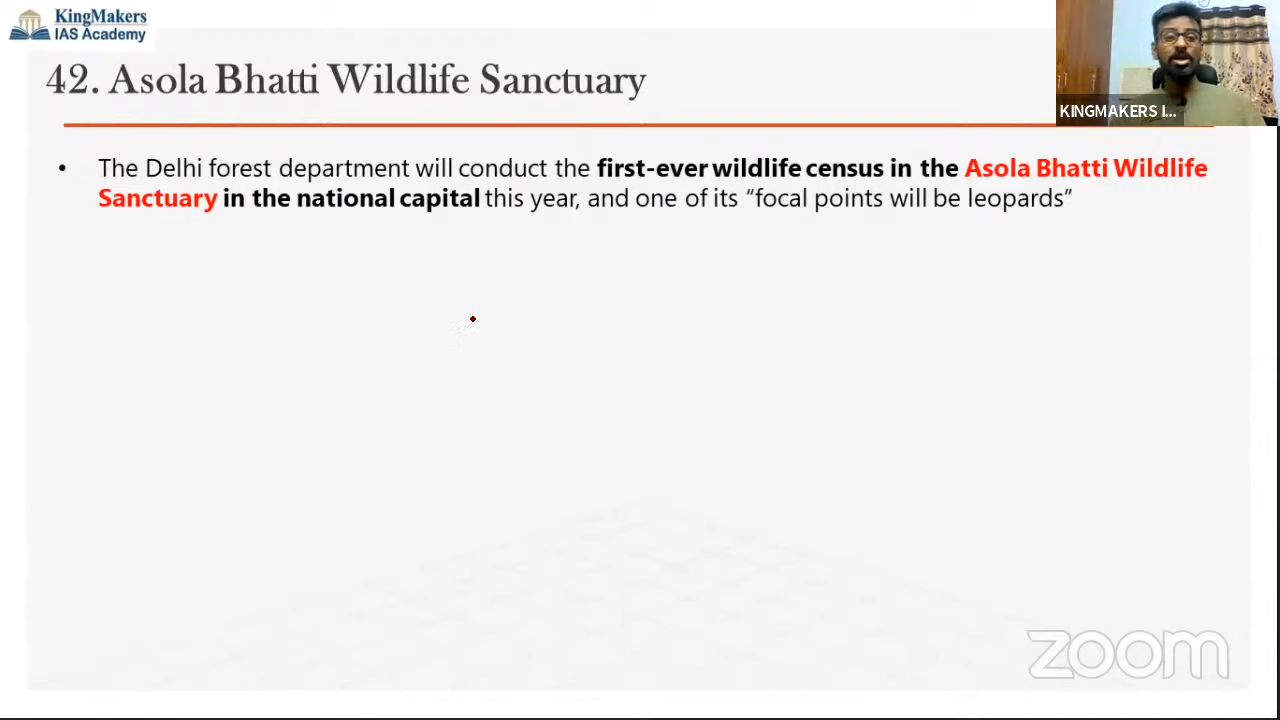 KingMakers
IAS Academy
42. Asola Bhatti Wildlife Sanctuary
KINGMAKERS I...
• The Delhi forest department will conduct the first-ever wildlife census in the Asola Bhatti Wildlife
Sanctuary in the national capital this year, and one of its “focal points will be leopards”
zoom